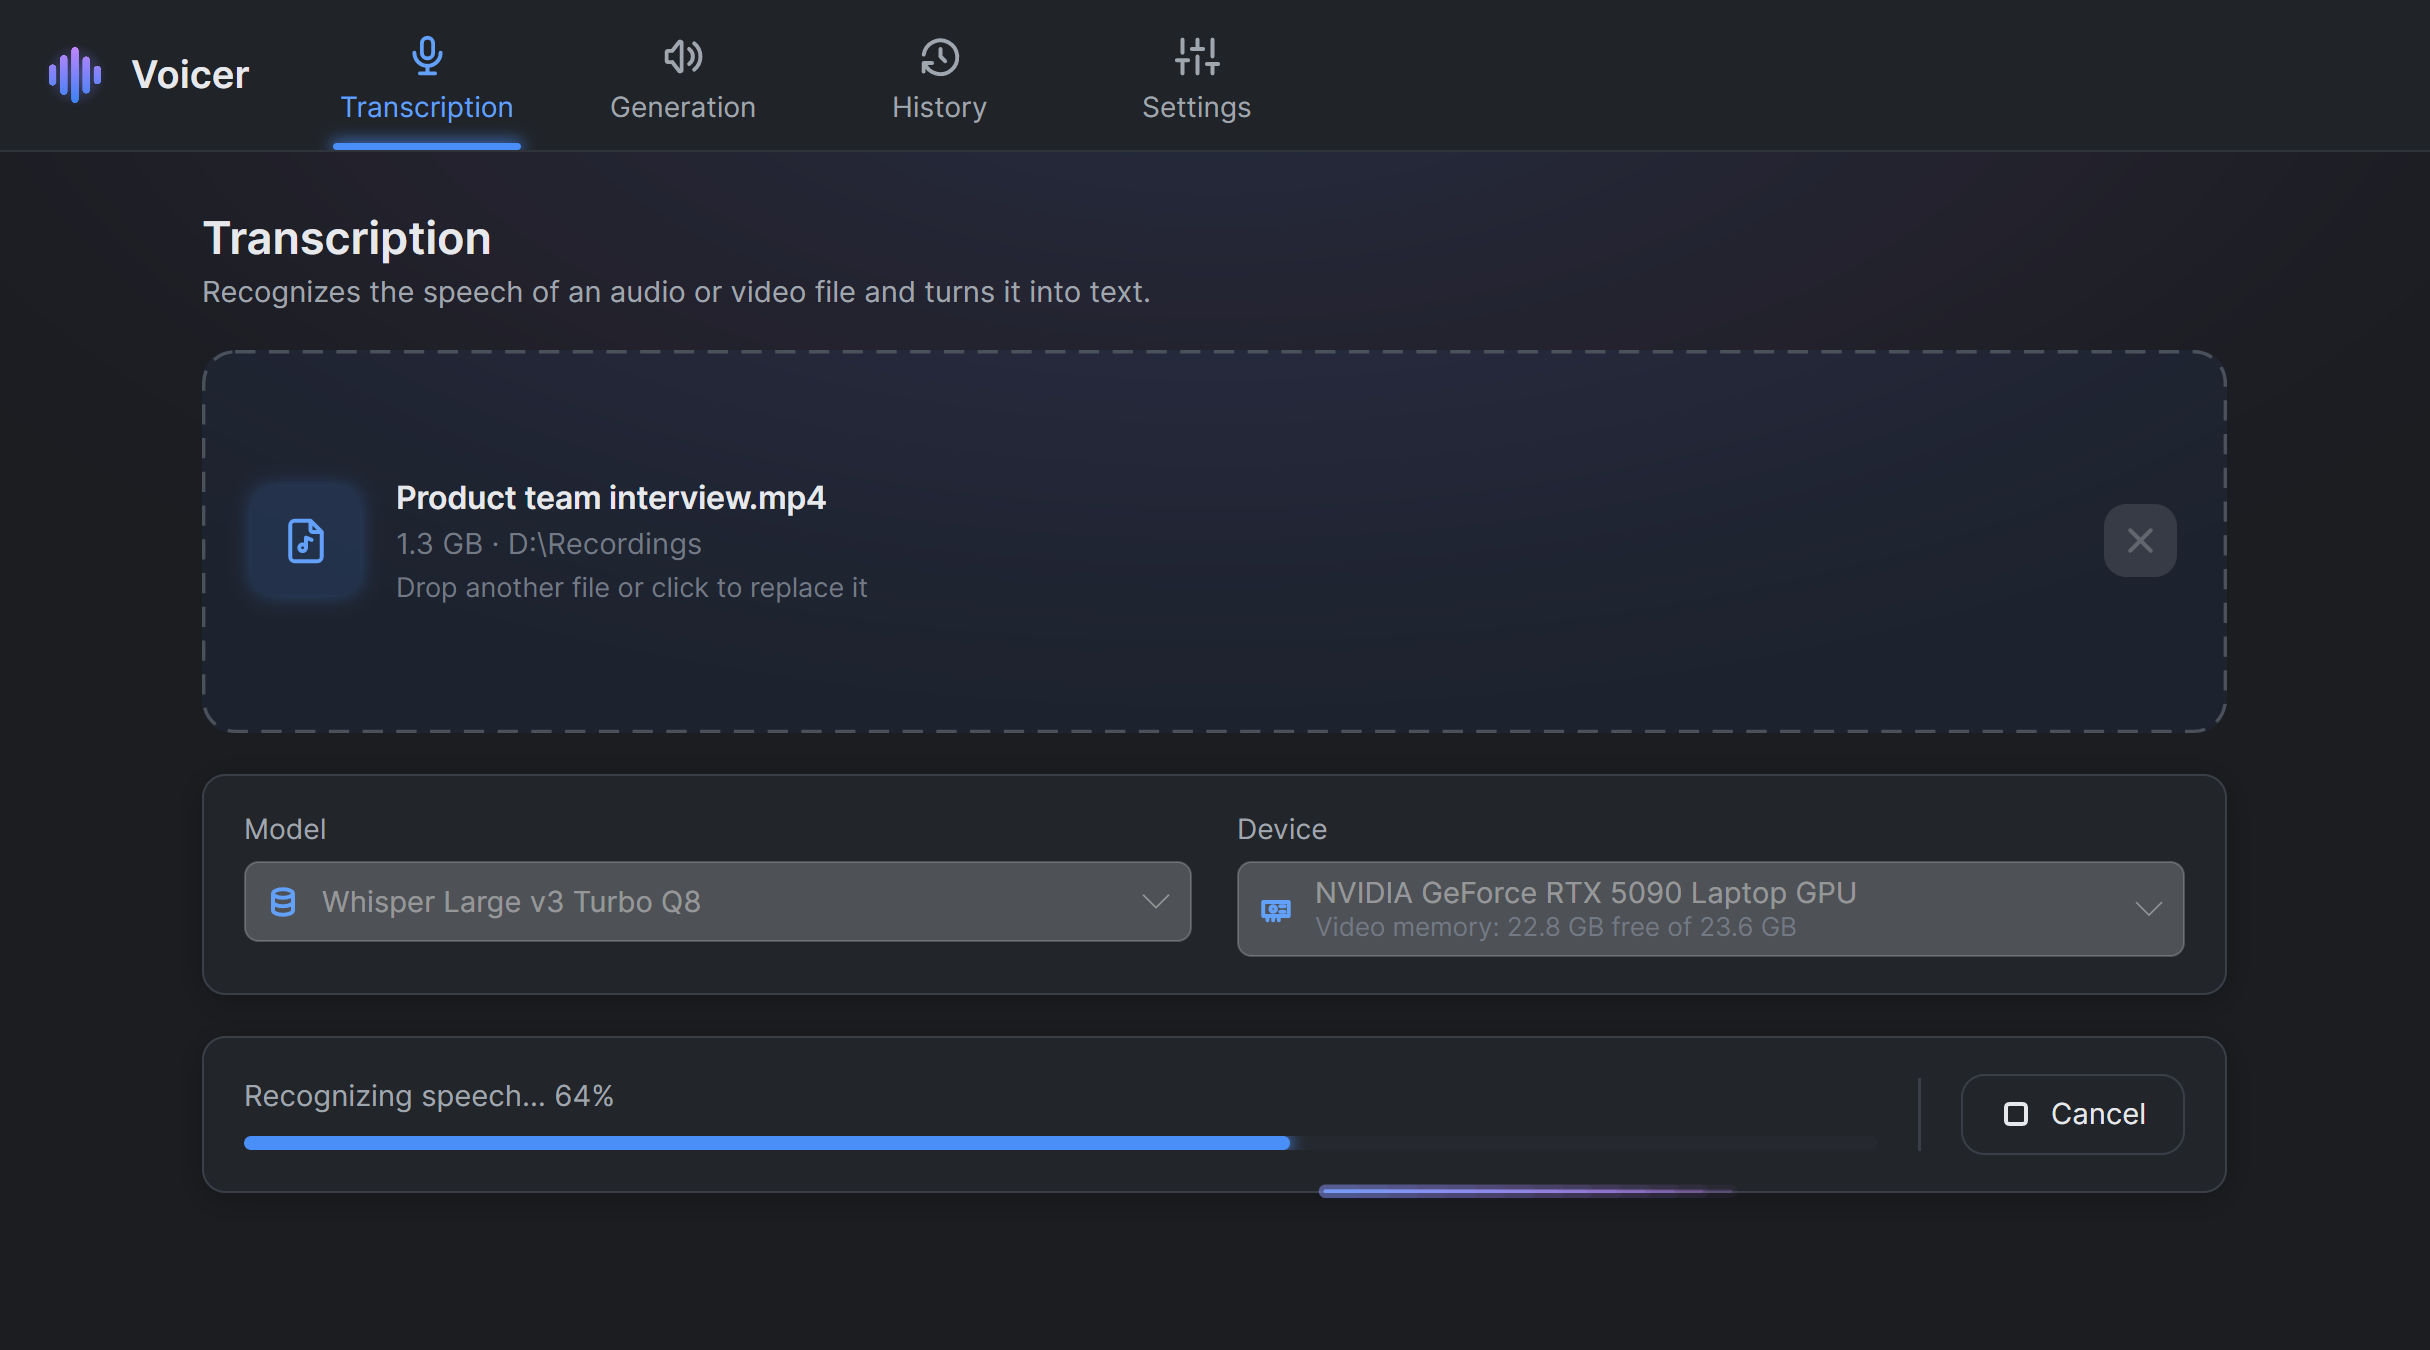 Voicer
Transcription
Generation
History
Settings
Transcription
Recognizes the speech of an audio or video file and turns it into text.
Product team interview.mp4
1.3 GB · D:\Recordings
Drop another file or click to replace it
Model
Device
Whisper Large v3 Turbo Q8
NVIDIA GeForce RTX 5090 Laptop GPU
Video memory: 22.8 GB free of 23.6 GB
Recognizing speech... 64%
Cancel